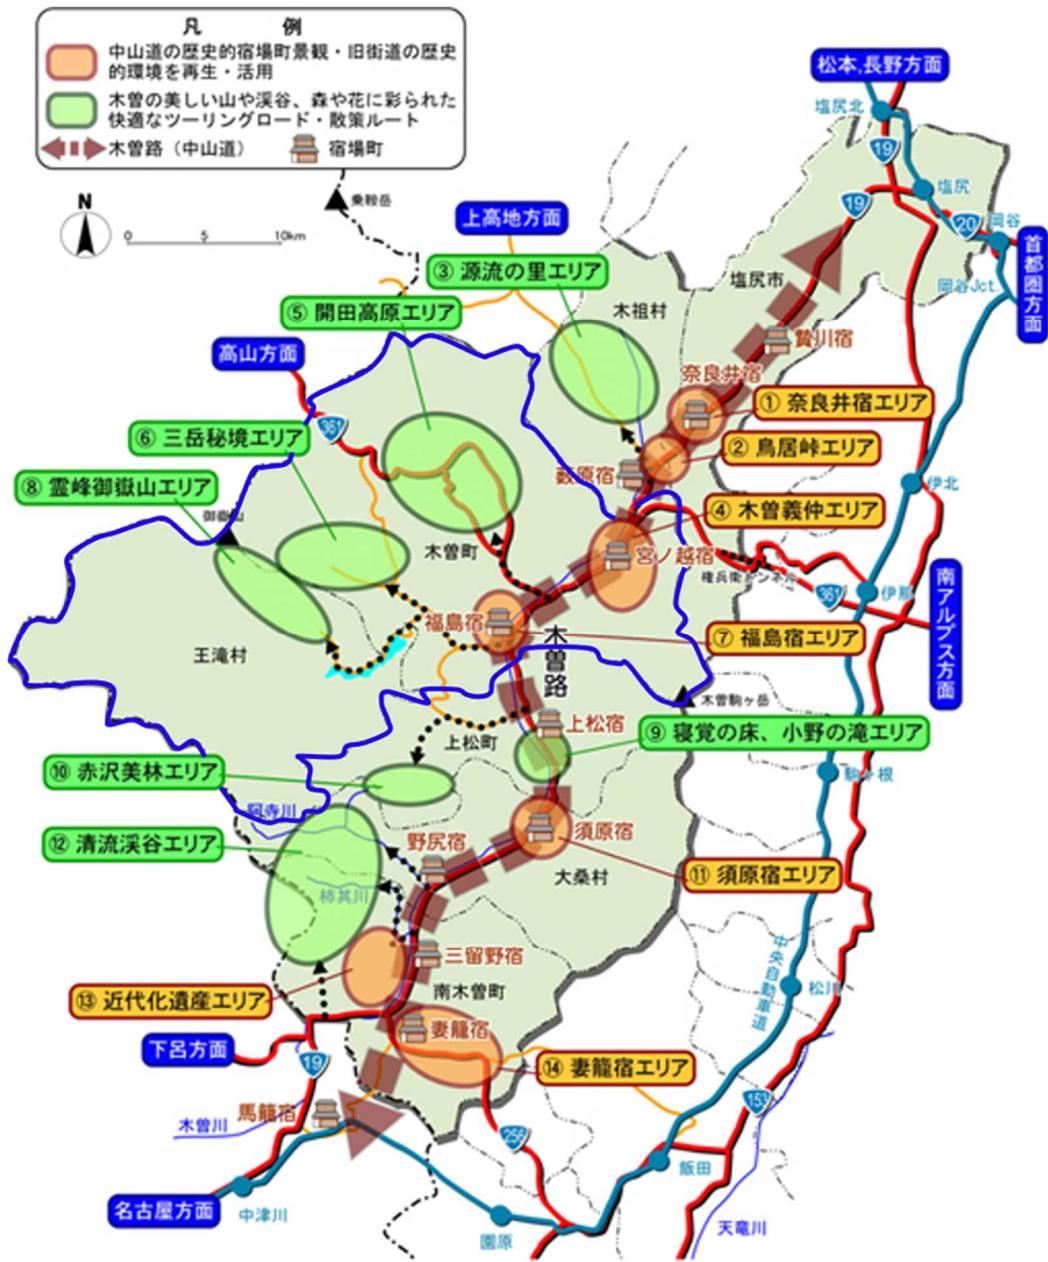 凡 例
中山道の歴史的宿場町景観・旧街道の歴史
的環境を再生・活用
木曽の美しい山や渓谷、森や花に彩られた
快適なツーリングロード・散策ルート
木曽路（中山道）
宿場町
N
0 5 10km
乗鞍岳
松本,長野方面
塩尻北
19
塩尻
19
20
岡谷
首都圏方面
岡谷Jct.
上高地方面
③ 源流の里エリア
⑤ 開田高原エリア
木祖村
塩尻市
贄川宿
高山方面
奈良井宿
① 奈良井宿エリア
361
⑥ 三岳秘境エリア
② 鳥居峠エリア
藪原宿
⑧ 霊峰御嶽山エリア
伊北
御嶽山
④ 木曽義仲エリア
木曽町
宮ノ越宿
権兵衛トンネル
361
伊那
南アルプス方面
福島宿
⑦ 福島宿エリア
木曽路
王滝村
木曽駒ヶ岳
上松宿
⑨ 寝覚の床、小野の滝エリア
上松町
⑩ 赤沢美林エリア
駒ヶ根
阿寺川
⑫ 清流渓谷エリア
野尻宿
須原宿
大桑村
⑪ 須原宿エリア
柿其川
中央自動車道
三留野宿
松川
⑬ 近代化遺産エリア
南木曽町
妻籠宿
下呂方面
19
⑭ 妻籠宿エリア
153
馬籠宿
木曽川
256
飯田
名古屋方面
中津川
園原
天竜川